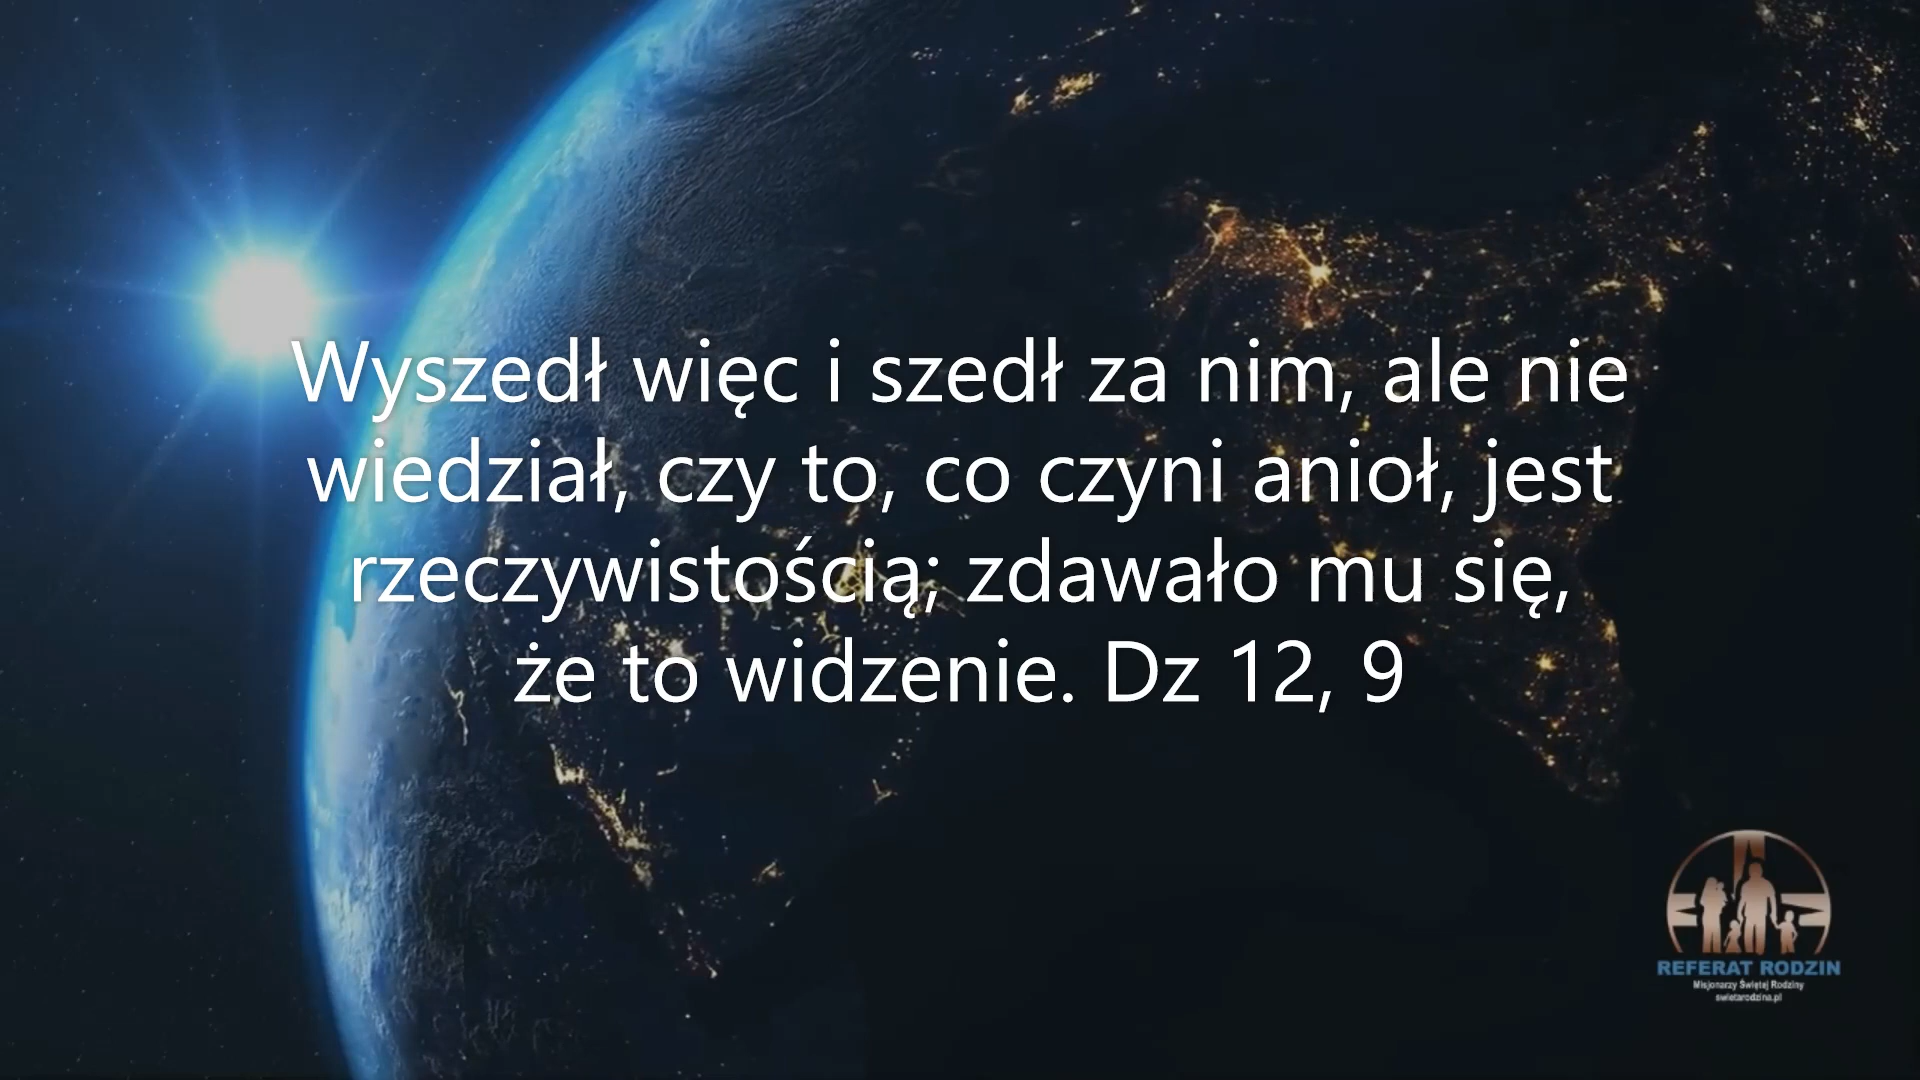 Wyszedł więc i szedł za nim, ale nie
wiedział, czy to, co czyni anioł, jest
rzeczywistością; zdawało mu się,
że to widzenie. Dz 12, 9
REFERAT RODZIN
Misjonarzy Świętej Rodziny
swietarodzina.pl